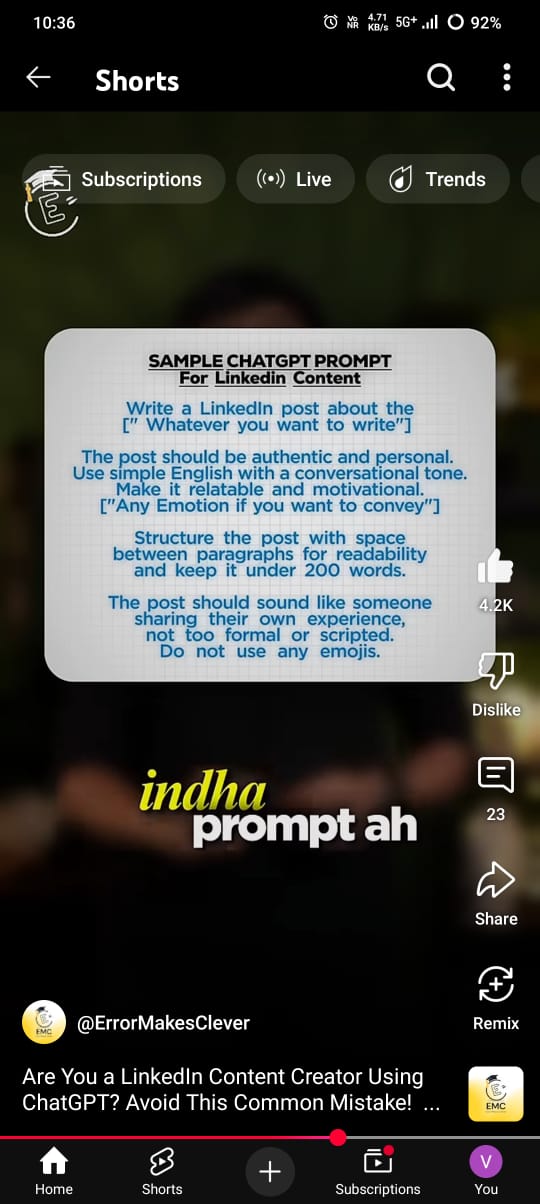 10:36
Vo NR
4.71 KB/s
5G+
92%
Shorts
Subscriptions
Live
Trends
E
SAMPLE CHATGPT PROMPT
For Linkedin Content
Write a LinkedIn post about the
[" Whatever you want to write"]
The post should be authentic and personal.
Use simple English with a conversational tone.
Make it relatable and motivational.
["Any Emotion if you want to convey"]
Structure the post with space
between paragraphs for readability
and keep it under 200 words.
The post should sound like someone
sharing their own experience,
not too formal or scripted.
Do not use any emojis.
4.2K
Dislike
23
Share
Remix
indha
prompt ah
EMC
@ErrorMakesClever
Are You a LinkedIn Content Creator Using
ChatGPT? Avoid This Common Mistake! ...
EMC
Home
Shorts
Subscriptions
V
You